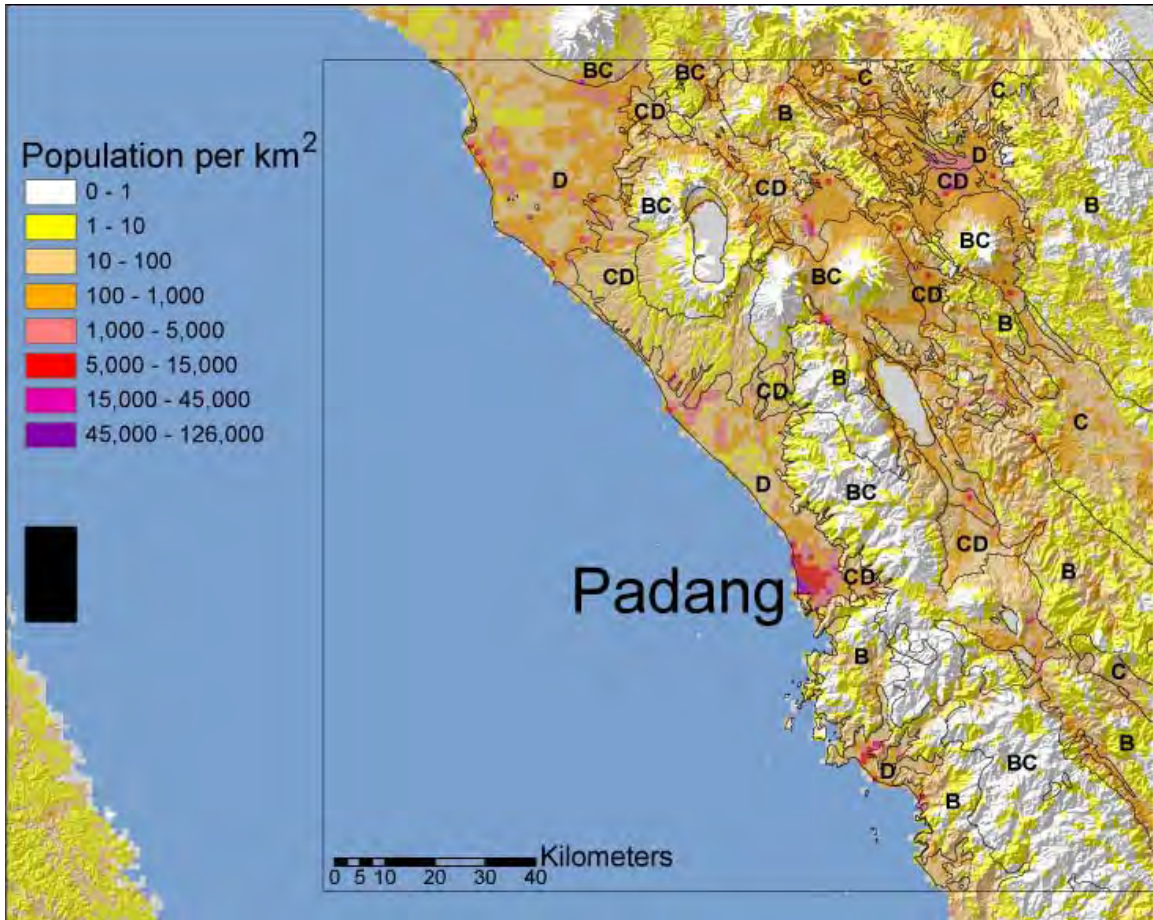 BC
BC
C
C
CD
B
D
Population per km2
0 - 1
1 - 10
10 - 100
100 - 1,000
1,000 - 5,000
5,000 - 15,000
15,000 - 45,000
45,000 - 126,000
D
CD
CD
BC
B
BC
CD
BC
CD
B
B
CD
C
D
BC
CD
CD
B
Padang
B
C
B
BC
D
B
Kilometers
0 5 10 20 30 40